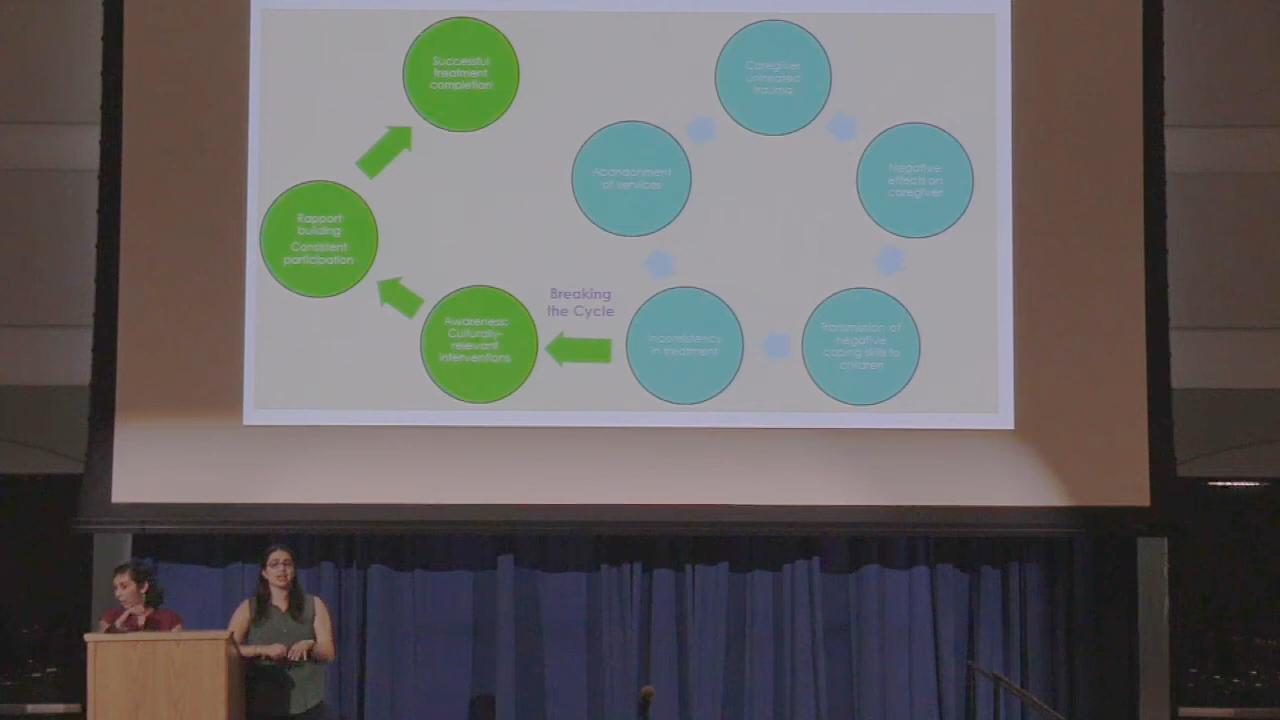 Successful
treatment
completion
Caregiver
untreated
trauma
Abandonment
of services
Negative
effects on
caregiver
Rapport
building
Consistent
participation
Breaking
the Cycle
Awareness:
Culturally-
relevant
interventions
Inconsistency
in treatment
Transmission of
negative
coping skills to
children